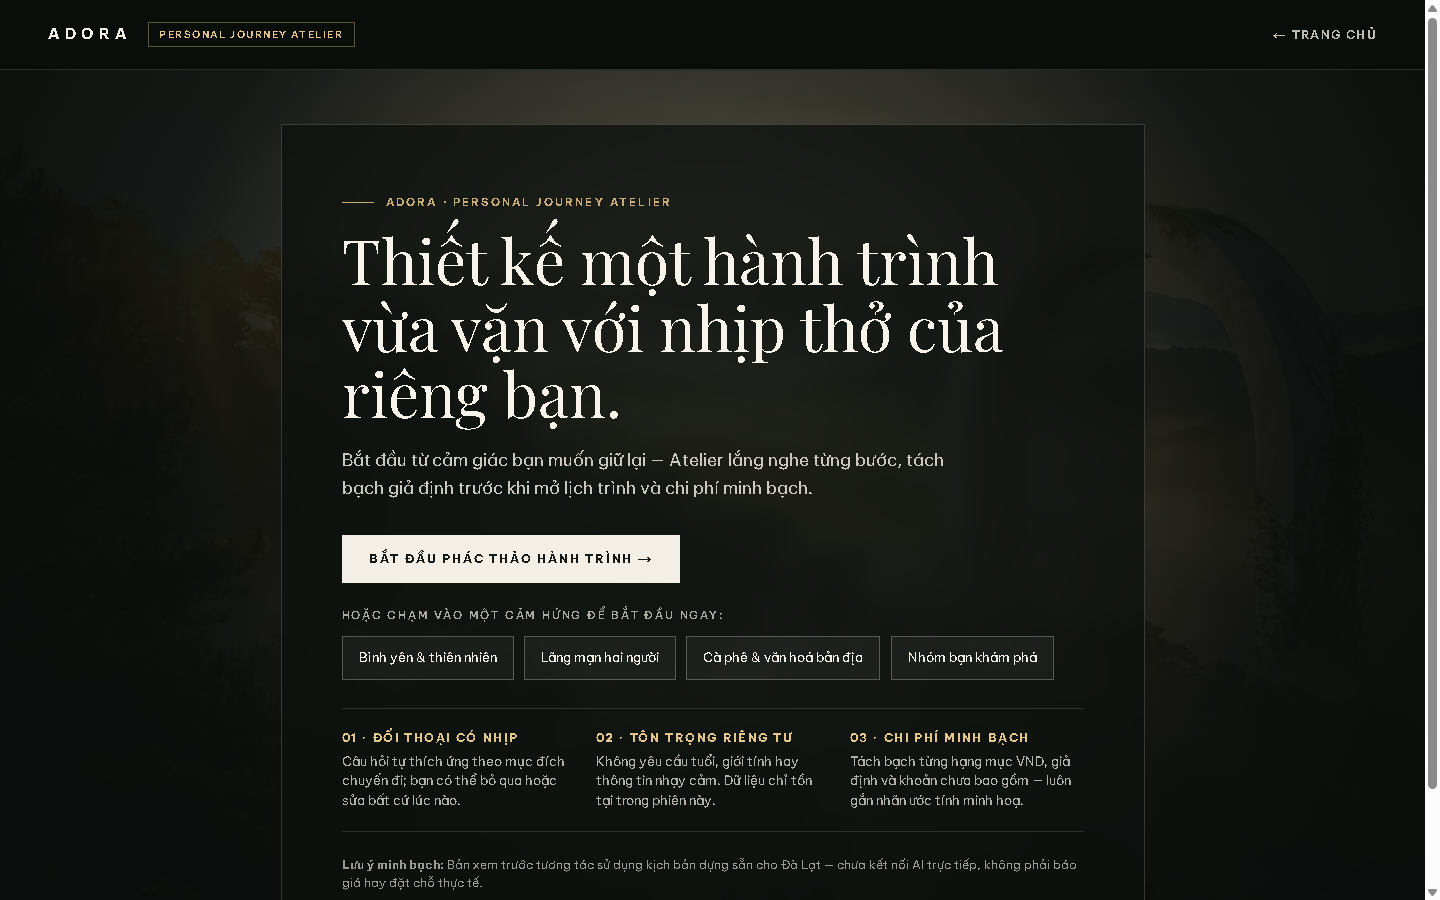 ADORA
PERSONAL JOURNEY ATELIER
← TRANG CHỦ
ADORA · PERSONAL JOURNEY ATELIER
Thiết kế một hành trình
vừa vặn với nhịp thở của
riêng bạn.
Bắt đầu từ cảm giác bạn muốn giữ lại — Atelier lắng nghe từng bước, tách
bạch giả định trước khi mở lịch trình và chi phí minh bạch.
BẮT ĐẦU PHÁC THẢO HÀNH TRÌNH →
HOẶC CHẠM VÀO MỘT CẢM HỨNG ĐỂ BẮT ĐẦU NGAY:
Bình yên & thiên nhiên
Lãng mạn hai người
Cà phê & văn hoá bản địa
Nhóm bạn khám phá
01 · ĐỐI THOẠI CÓ NHỊP
Câu hỏi tự thích ứng theo mục đích
chuyến đi; bạn có thể bỏ qua hoặc
sửa bất cứ lúc nào.
02 · TÔN TRỌNG RIÊNG TƯ
Không yêu cầu tuổi, giới tính hay
thông tin nhạy cảm. Dữ liệu chỉ tồn
tại trong phiên này.
03 · CHI PHÍ MINH BẠCH
Tách bạch từng hạng mục VND, giả
định và khoản chưa bao gồm — luôn
gắn nhãn ước tính minh hoạ.
Lưu ý minh bạch: Bản xem trước tương tác sử dụng kịch bản dựng sẵn cho Đà Lạt — chưa kết nối AI trực tiếp, không phải báo
giá hay đặt chỗ thực tế.